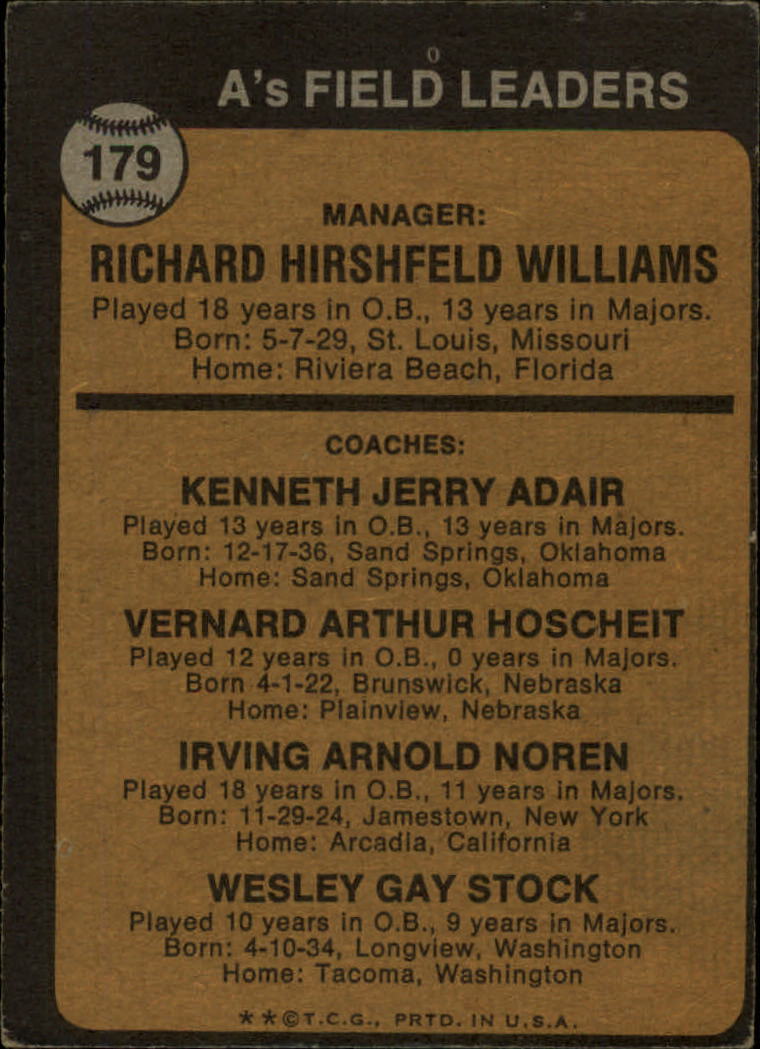 A's FIELD LEADERS
179
MANAGER:
RICHARD HIRSHFELD WILLIAMS
Played 18 years in O.B., 13 years in Majors.
Born: 5-7-29, St. Louis, Missouri
Home: Riviera Beach, Florida
COACHES:
KENNETH JERRY ADAIR
Played 13 years in O.B., 13 years in Majors.
Born: 12-17-36, Sand Springs, Oklahoma
Home: Sand Springs, Oklahoma
VERNARD ARTHUR HOSCHEIT
Played 12 years in O.B., 0 years in Majors.
Born 4-1-22, Brunswick, Nebraska
Home: Plainview, Nebraska
IRVING ARNOLD NOREN
Played 18 years in O.B., 11 years in Majors.
Born: 11-29-24, Jamestown, New York
Home: Arcadia, California
WESLEY GAY STOCK
Played 10 years in O.B., 9 years in Majors.
Born: 4-10-34, Longview, Washington
Home: Tacoma, Washington
**©T.C.G., PRTD. IN U.S.A.